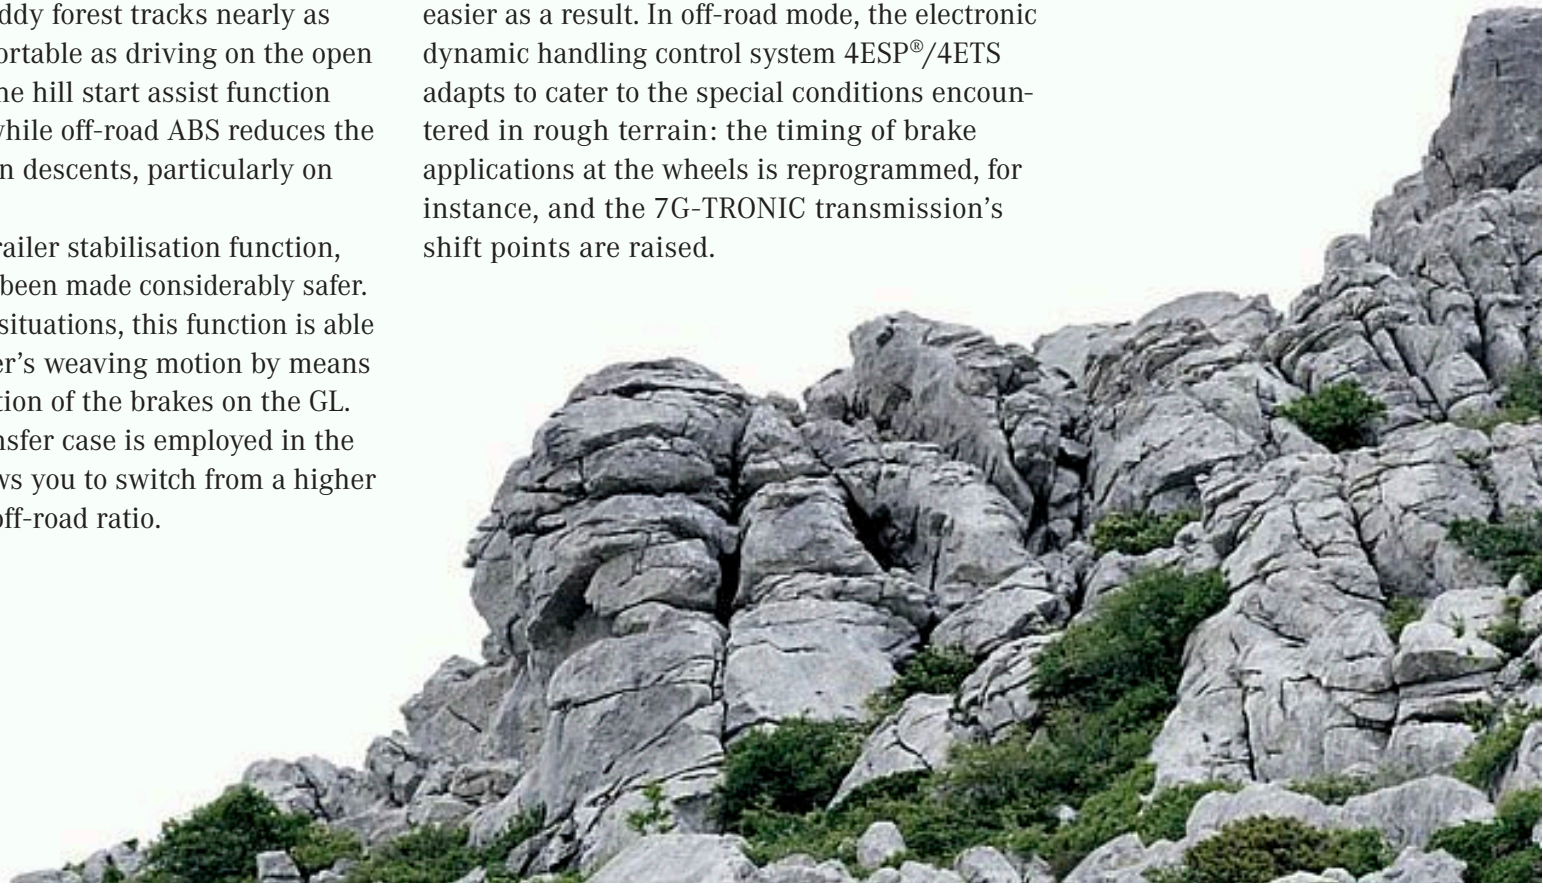 ddy forest tracks nearly as
ortable as driving on the open
ne hill start assist function
while off-road ABS reduces the
n descents, particularly on
railer stabilisation function,
been made considerably safer.
situations, this function is able
er’s weaving motion by means
tion of the brakes on the GL.
nsfer case is employed in the
ws you to switch from a higher
off-road ratio.
easier as a result. In off-road mode, the electronic
dynamic handling control system 4ESP®/4ETS
adapts to cater to the special conditions encoun-
tered in rough terrain: the timing of brake
applications at the wheels is reprogrammed, for
instance, and the 7G-TRONIC transmission’s
shift points are raised.